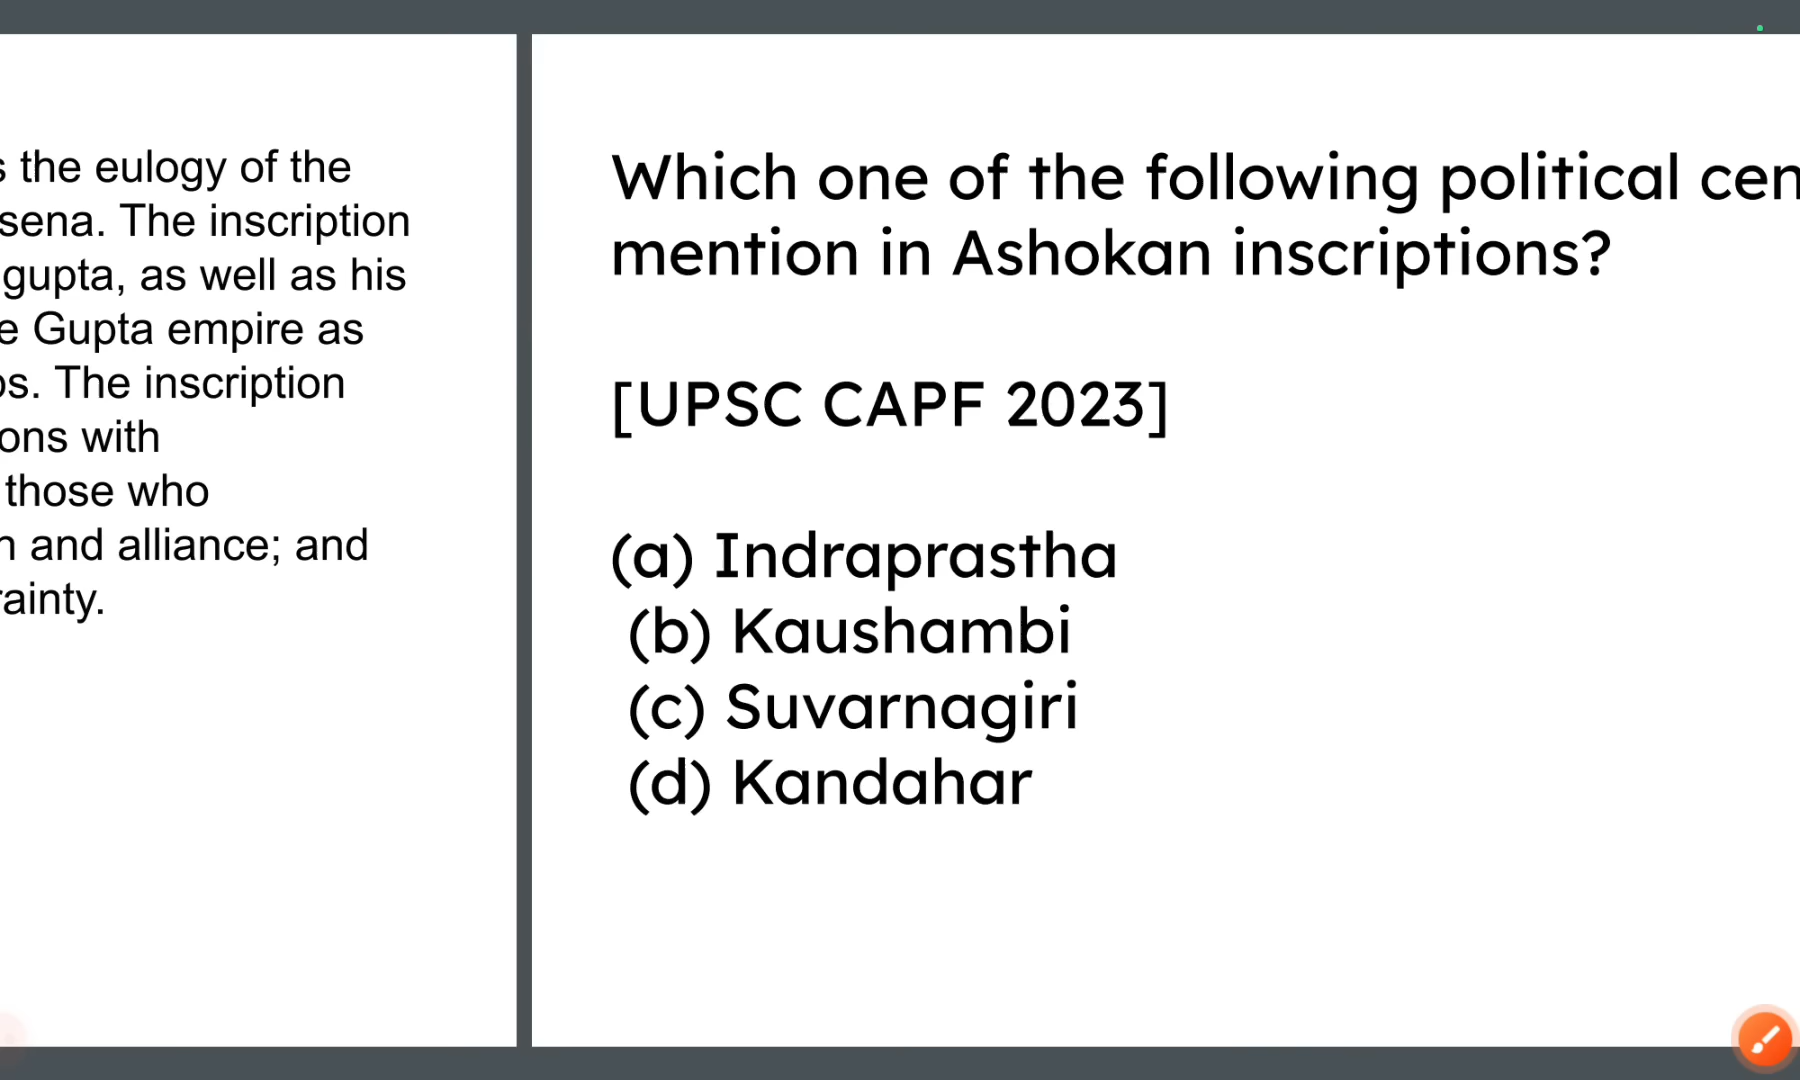 the eulogy of the
sena. The inscription
gupta, as well as his
e Gupta empire as
os. The inscription
ons with
those who
n and alliance; and
rainty.
Which one of the following political cen
mention in Ashokan inscriptions?
[UPSC CAPF 2023]
(a) Indraprastha
(b) Kaushambi
(c) Suvarnagiri
(d) Kandahar